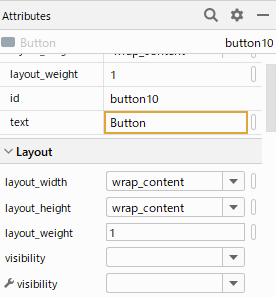 Attributes
Button button10
layout_height wrap_content
layout_weight 1
id button10
text Button
Layout
layout_width wrap_content
layout_height wrap_content
layout_weight 1
visibility
visibility